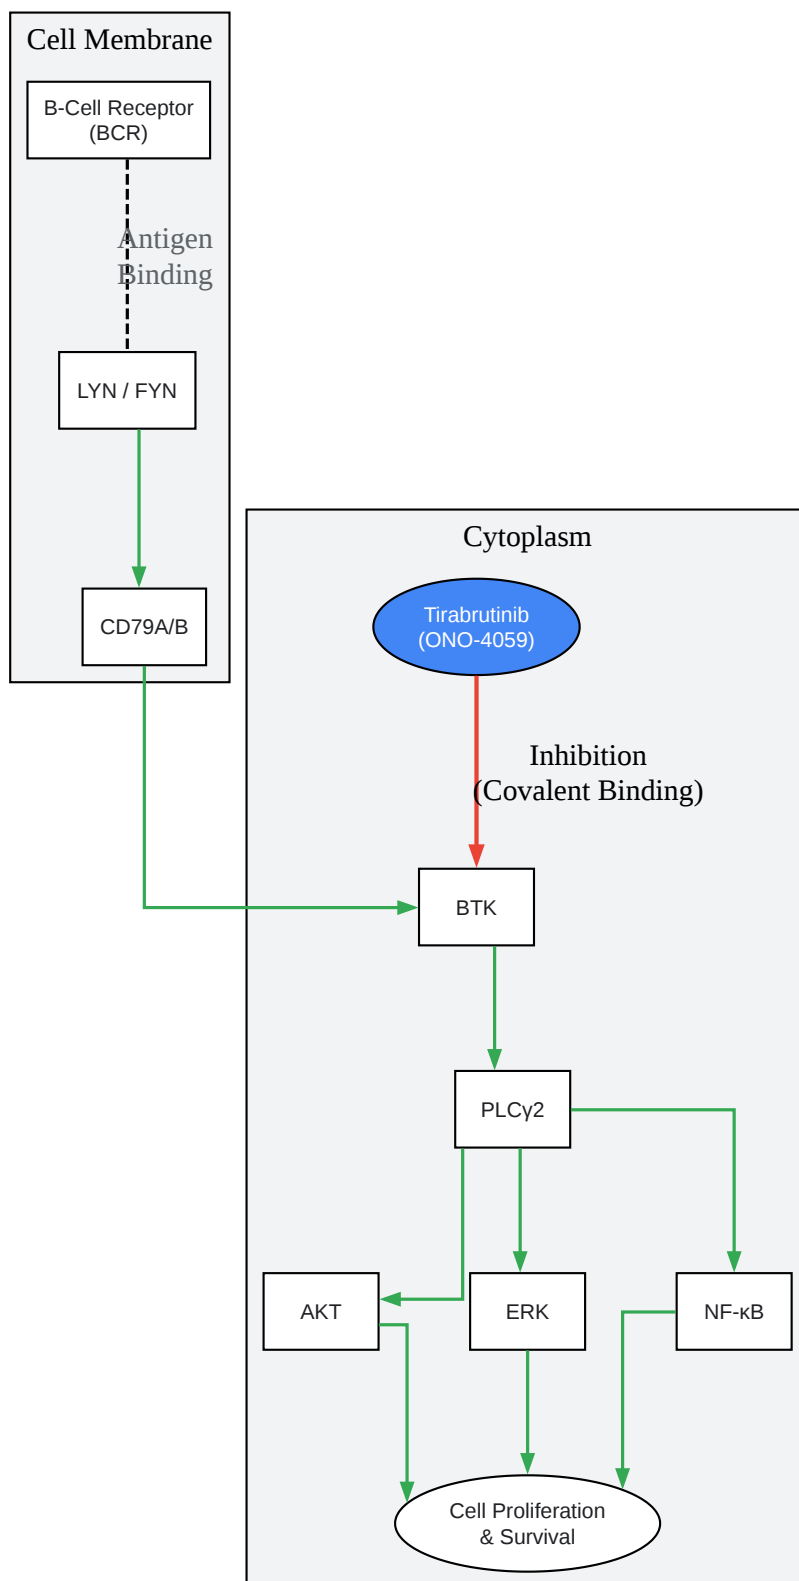 Cell Membrane
B-Cell Receptor
(BCR)
Antigen
Binding
LYN / FYN
CD79A/B
Cytoplasm
Tirabrutinib
(ONO-4059)
Inhibition
(Covalent Binding)
BTK
PLCγ2
AKT
ERK
NF-κB
Cell Proliferation
& Survival